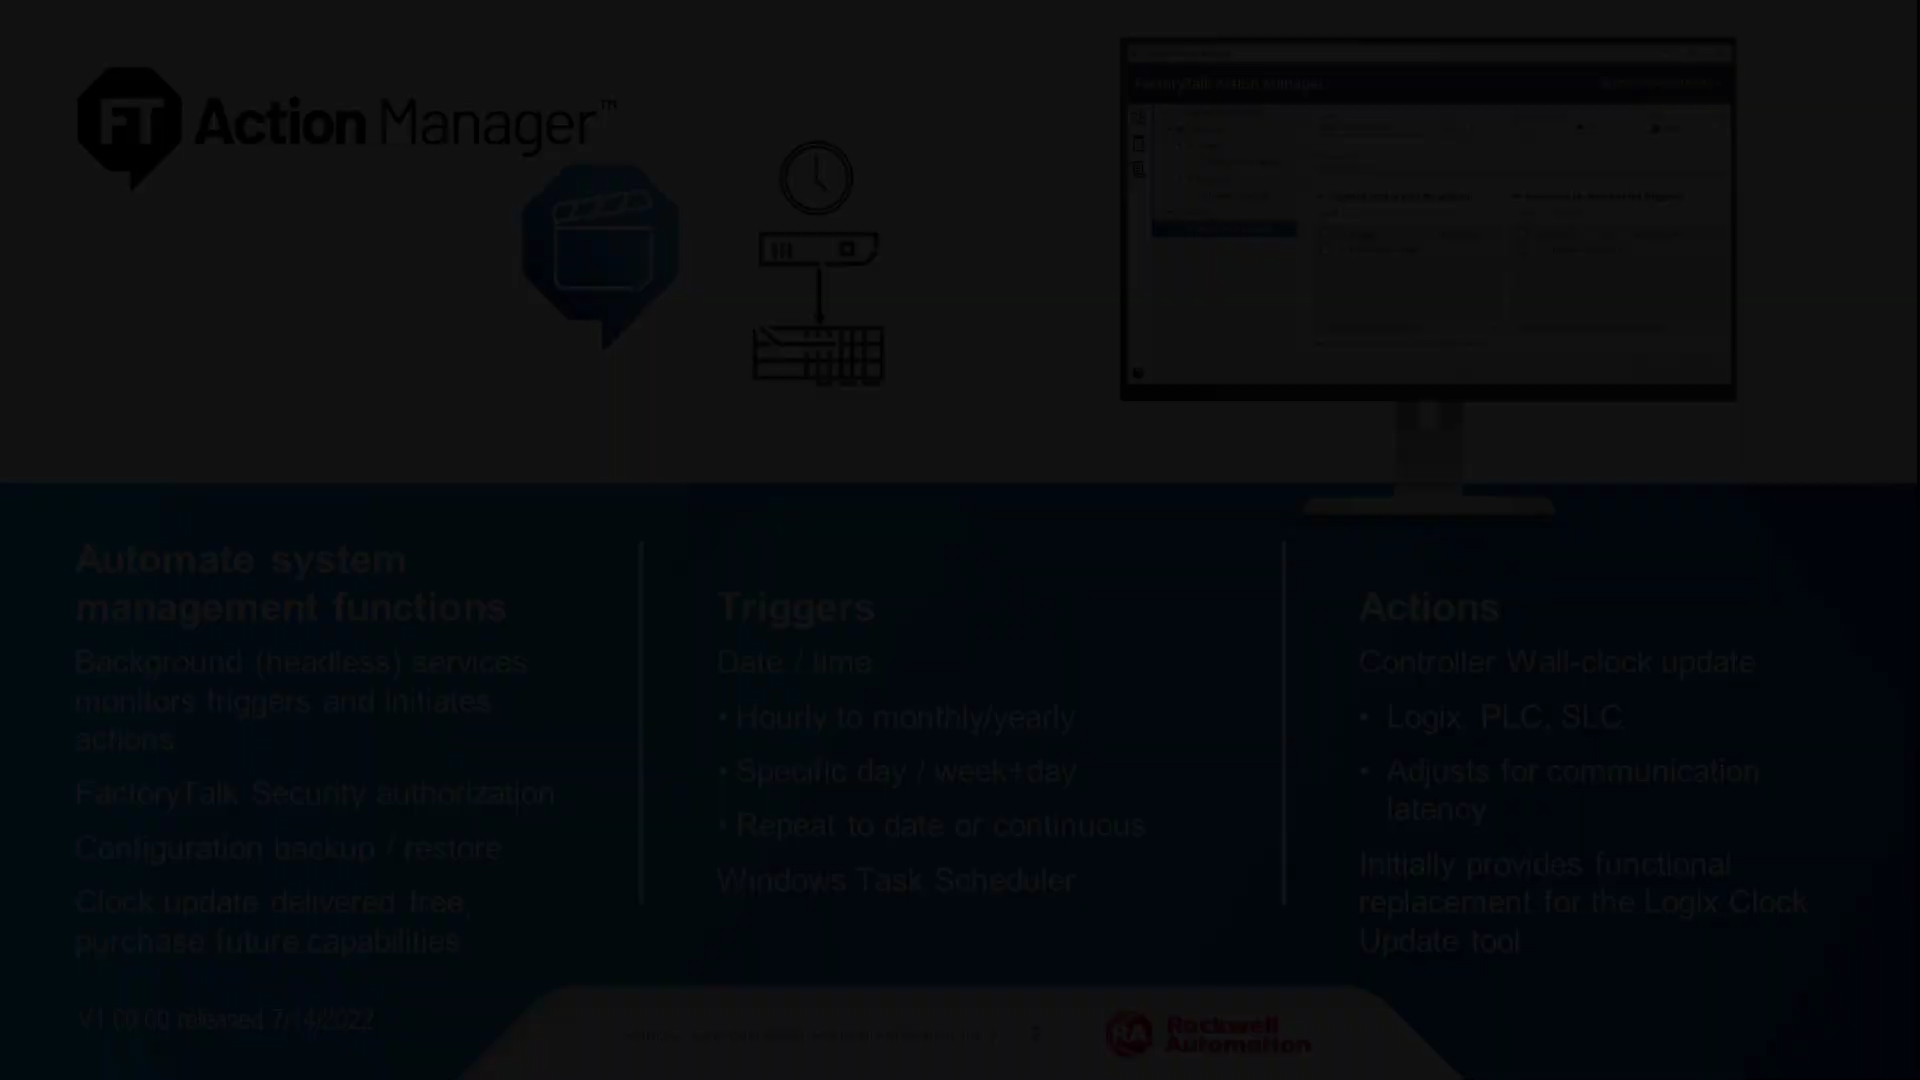 FT Action Manager™
FactoryTalk Action Manager
Automate system
management functions
Background (headless) services
monitors triggers and initiates
actions
FactoryTalk Security authorization
Configuration backup / restore
Clock update delivered free,
purchase future capabilities
V1.00.00 released 7/14/2022
Triggers
Date / time
• Hourly to monthly/yearly
• Specific day / week+day
• Repeat to date or continuous
Windows Task Scheduler
Actions
Controller Wall-clock update
• Logix, PLC, SLC
• Adjusts for communication
latency
Initially provides functional
replacement for the Logix Clock
Update tool
RA Rockwell
Automation